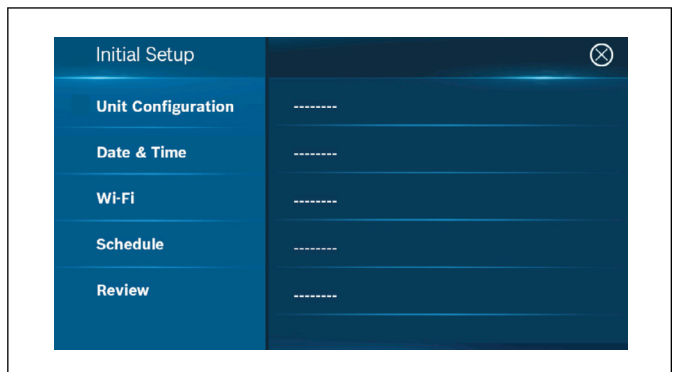 Initial Setup
Unit Configuration --------
Date & Time --------
Wi-Fi --------
Schedule --------
Review --------